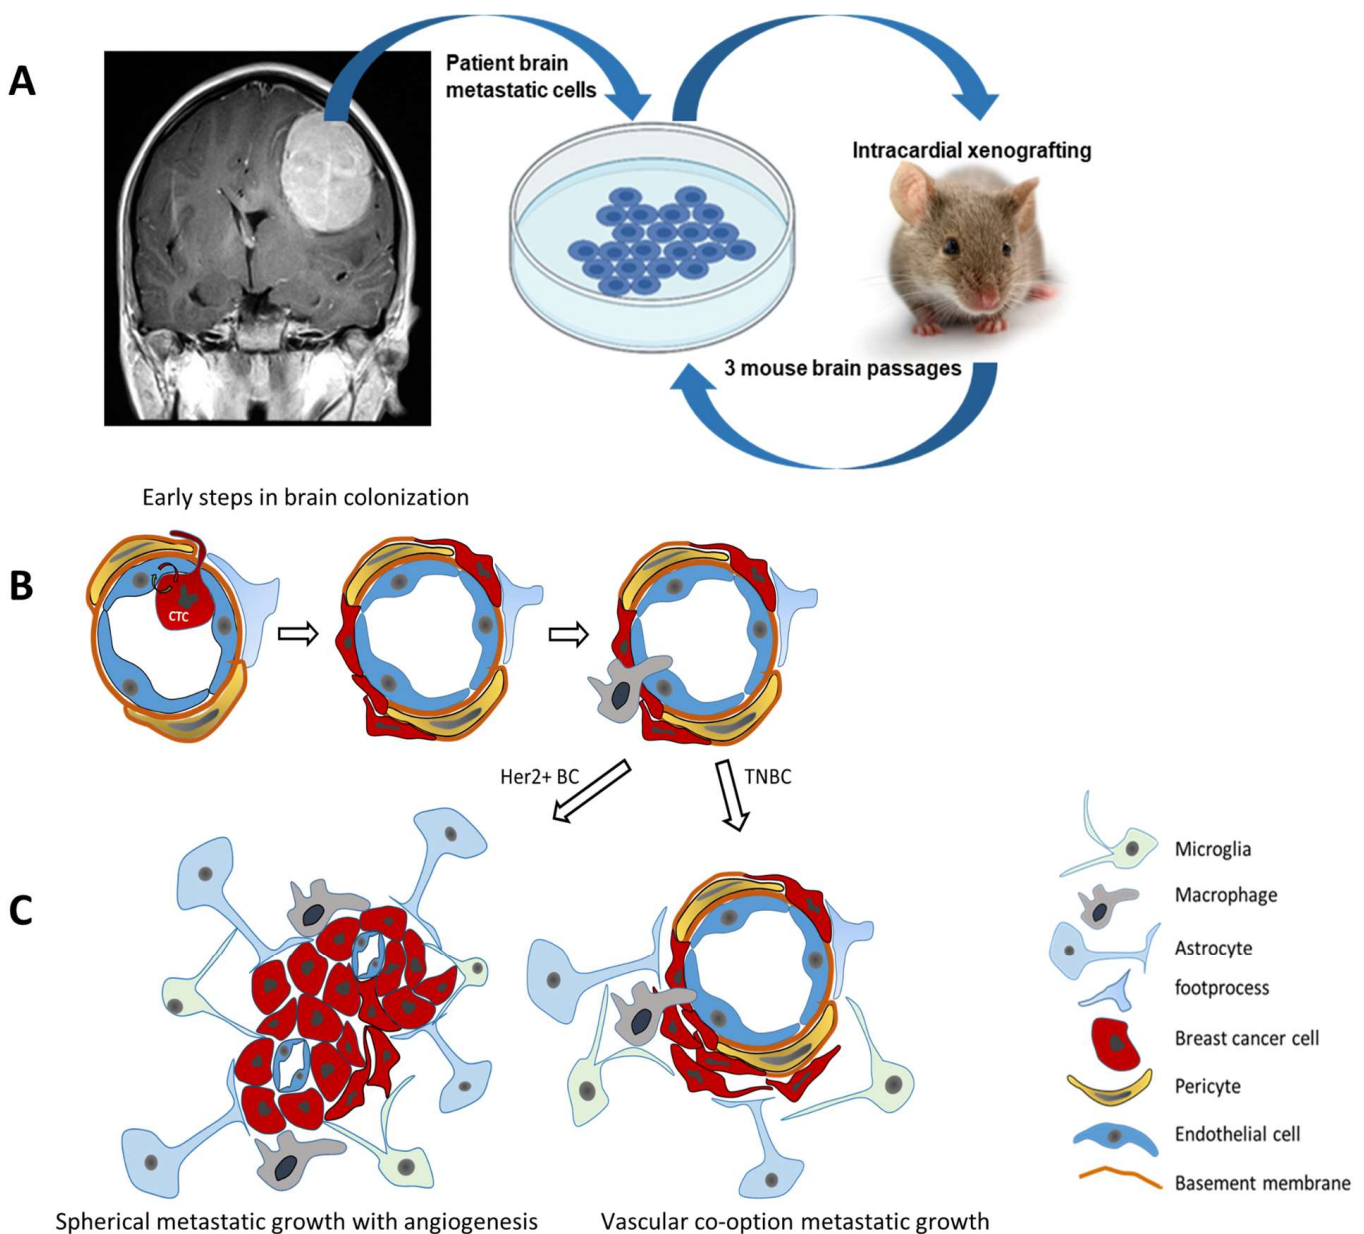 A
Patient brain
metastatic cells
Intracardial xenografting
3 mouse brain passages
Early steps in brain colonization
B
CTC
Her2+ BC
TNBC
C
Microglia
Macrophage
Astrocyte
footprocess
Breast cancer cell
Pericyte
Endothelial cell
Basement membrane
Spherical metastatic growth with angiogenesis
Vascular co-option metastatic growth